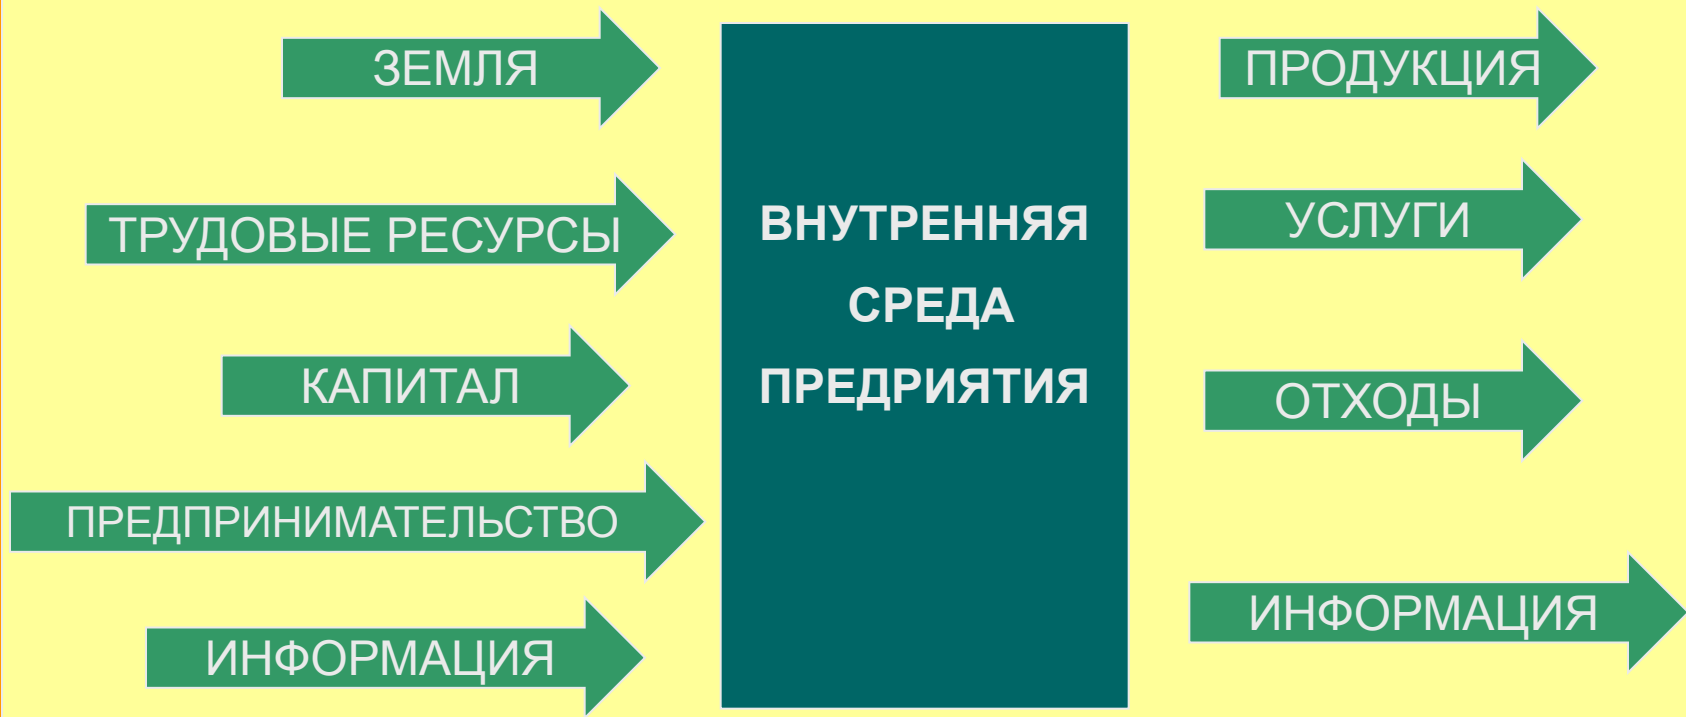 ЗЕМЛЯ
ТРУДОВЫЕ РЕСУРСЫ
КАПИТАЛ
ПРЕДПРИНИМАТЕЛЬСТВО
ИНФОРМАЦИЯ
ВНУТРЕННЯЯ
СРЕДА
ПРЕДРИЯТИЯ
ПРОДУКЦИЯ
УСЛУГИ
ОТХОДЫ
ИНФОРМАЦИЯ